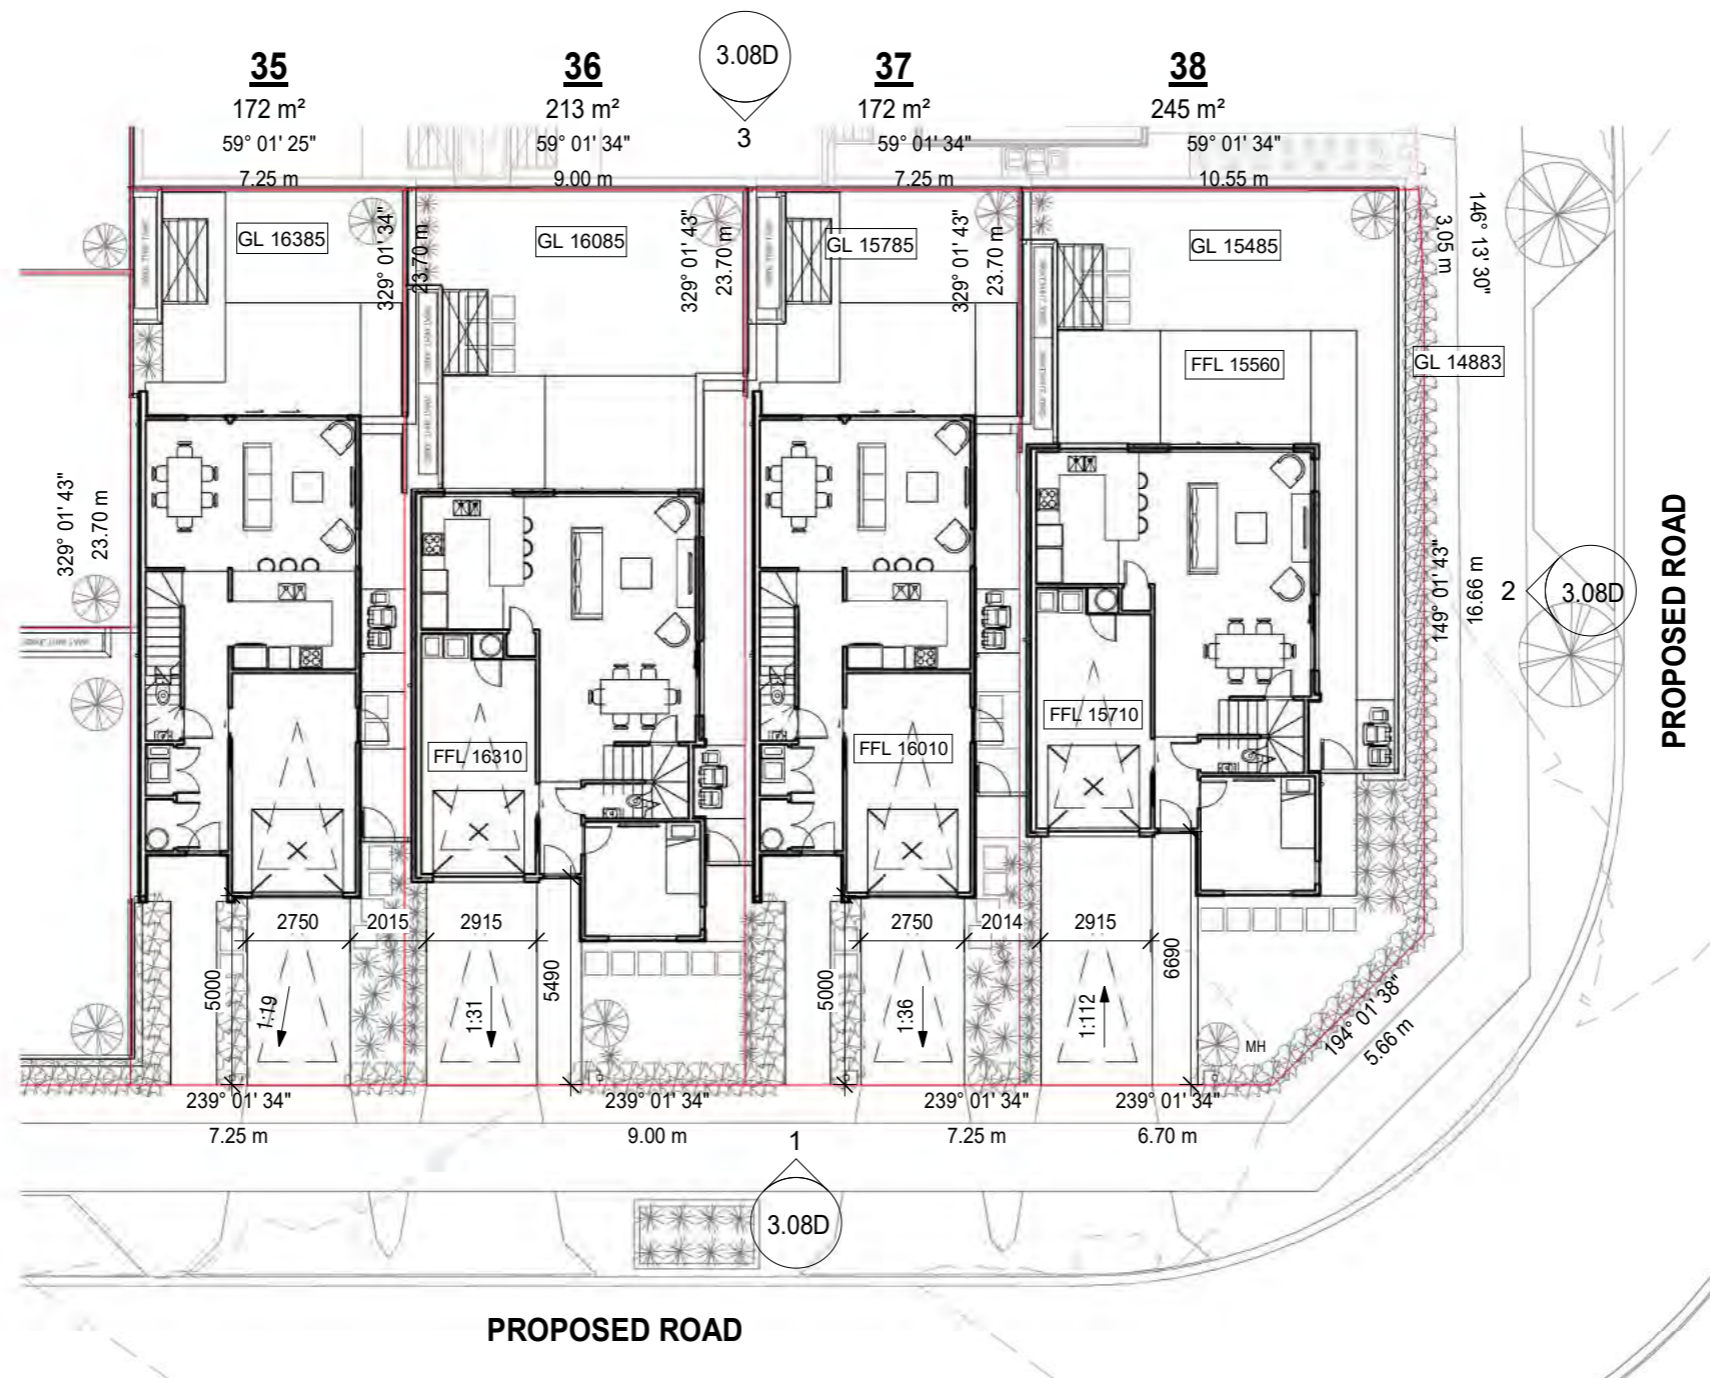 35
36
3.08D
3
37
38
172 m²
213 m²
172 m²
245 m²
59° 01' 25"
59° 01' 34"
59° 01' 34"
59° 01' 34"
7.25 m
9.00 m
7.25 m
10.55 m
GL 16385
GL 16085
GL 15785
GL 15485
329° 01' 34"
23.70 m
329° 01' 43"
23.70 m
329° 01' 43"
23.70 m
3.05 m
146° 13' 30"
FFL 15560
GL 14883
329° 01' 43"
23.70 m
149° 01' 43"
16.66 m
2
3.08D
PROPOSED ROAD
FFL 16310
FFL 16010
FFL 15710
2750
2015
2915
2750
2014
2915
5000
1:19
1:31
5490
5000
1:36
1:112
6690
MH
194° 01' 38"
5.66 m
239° 01' 34"
239° 01' 34"
239° 01' 34"
239° 01' 34"
7.25 m
9.00 m
7.25 m
6.70 m
1
3.08D
PROPOSED ROAD